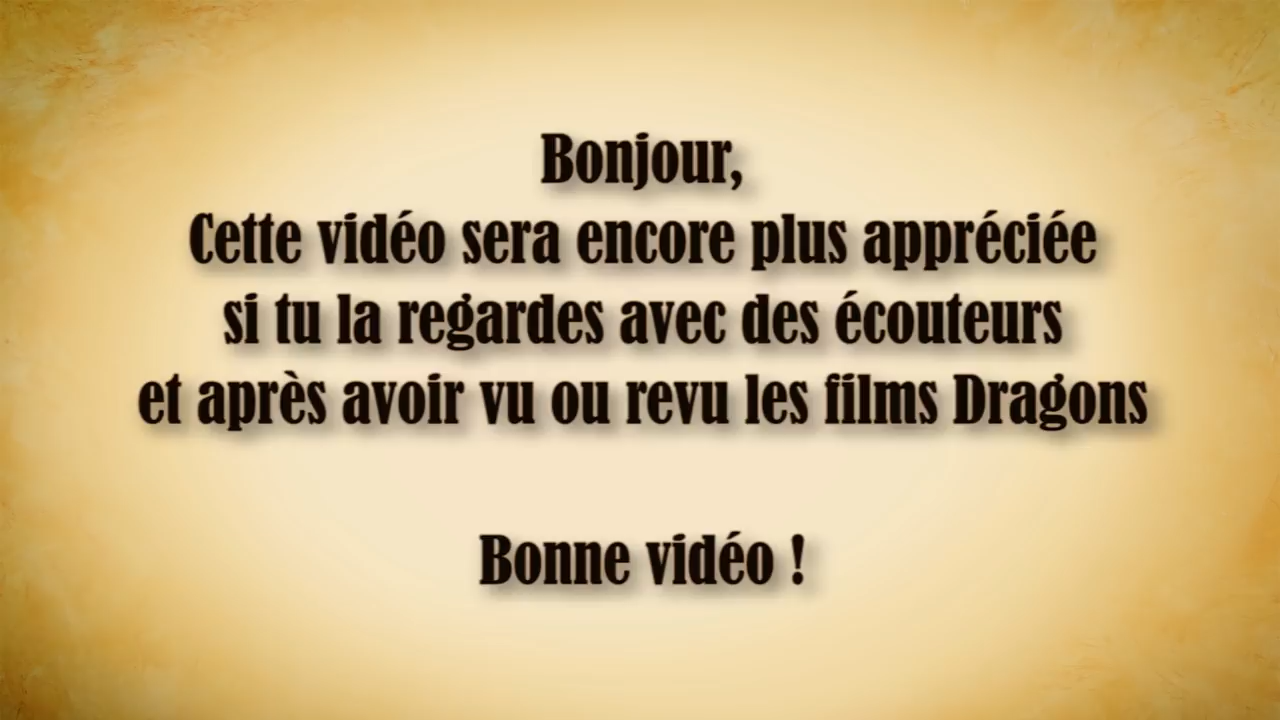 Bonjour,
Cette vidéo sera encore plus appréciée
si tu la regardes avec des écouteurs
et après avoir vu ou revu les films Dragons
Bonne vidéo !